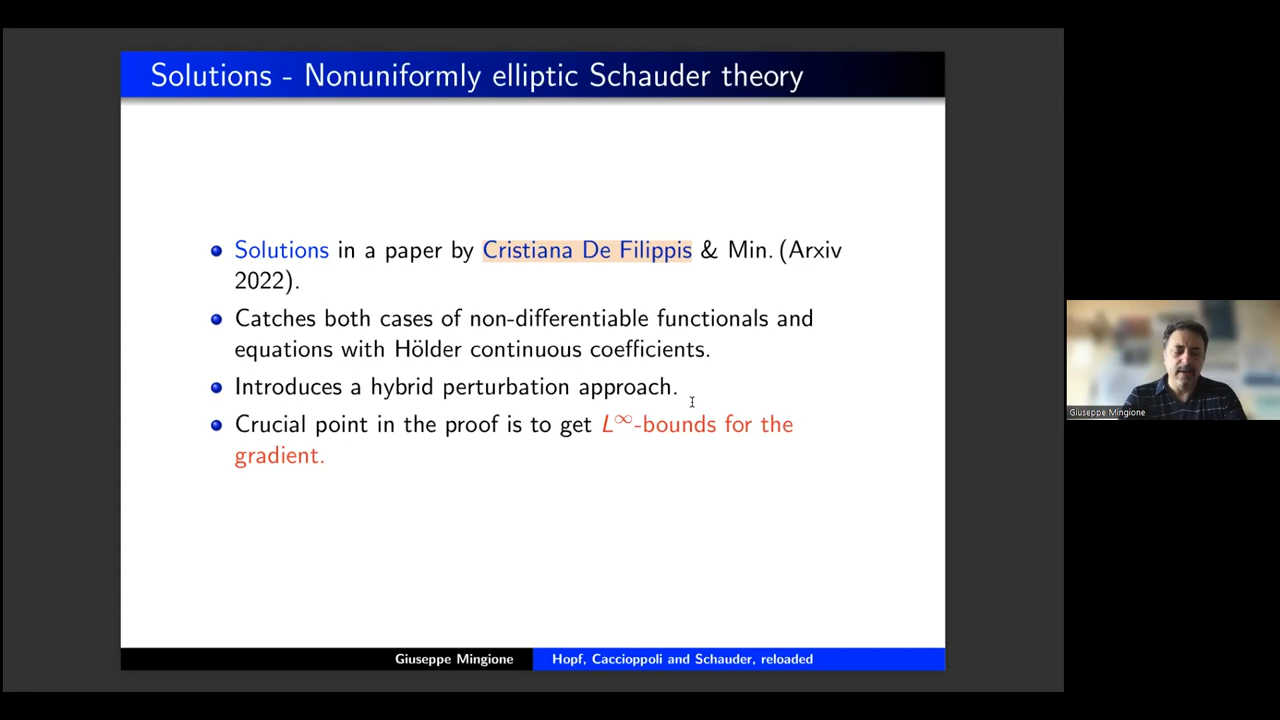 Solutions - Nonuniformly elliptic Schauder theory
Solutions in a paper by Cristiana De Filippis & Min. (Arxiv
2022).
Catches both cases of non-differentiable functionals and
equations with Hölder continuous coefficients.
Introduces a hybrid perturbation approach.
Crucial point in the proof is to get L∞-bounds for the
gradient.
Giuseppe Mingione
Hopf, Caccioppoli and Schauder, reloaded
Giuseppe Mingione